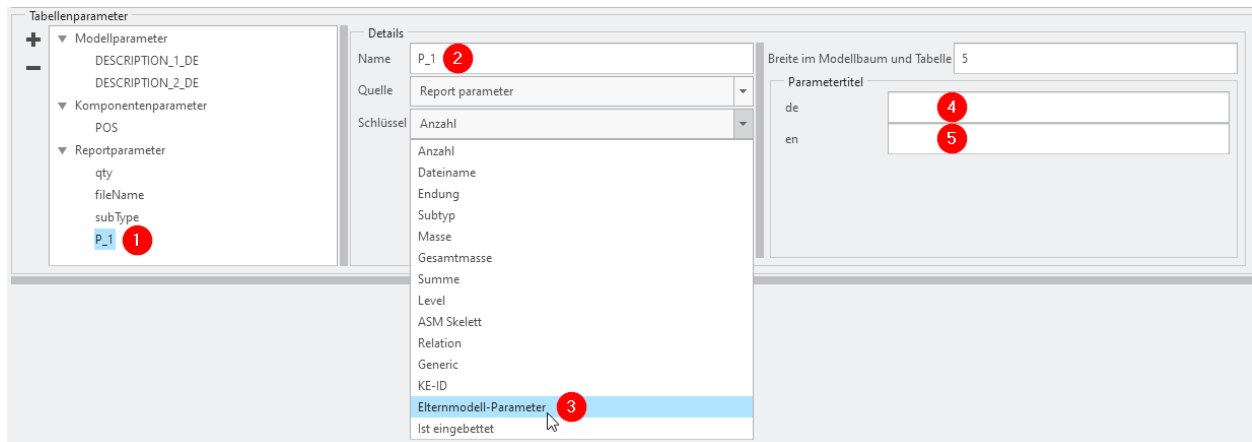 Tabellenparameter
Modellparameter
DESCRIPTION_1_DE
DESCRIPTION_2_DE
Komponentenparameter
POS
Reportparameter
qty
fileName
subType
P_1 1
Details
Name P_1 2
Quelle Report parameter
Schlüssel Anzahl
Anzahl
Dateiname
Endung
Subtyp
Masse
Gesamtmasse
Summe
Level
ASM Skelett
Relation
Generic
KE-ID
Elternmodell-Parameter 3
Ist eingebettet
Breite im Modellbaum und Tabelle 5
Parametertitel
de 4
en 5